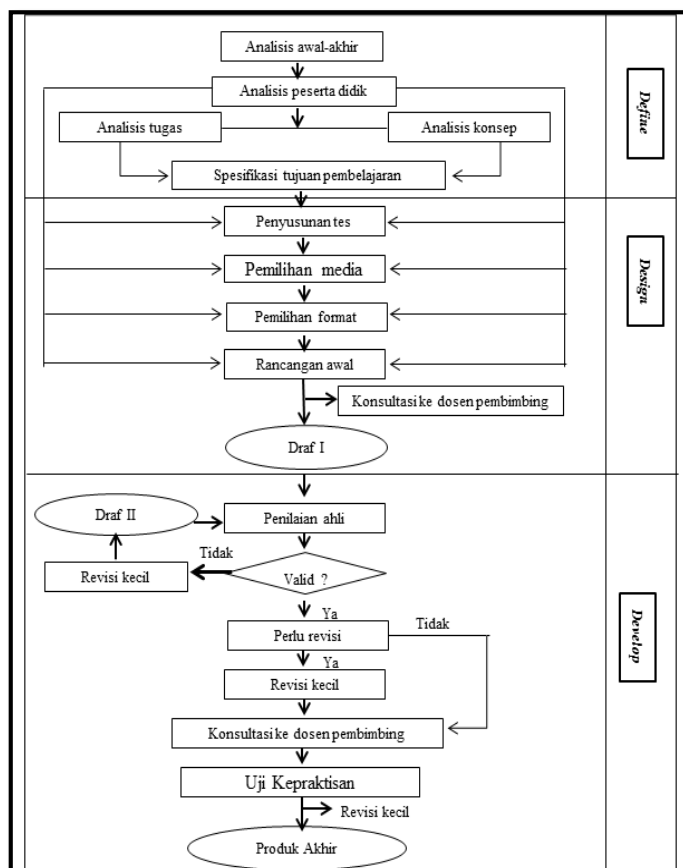 Analisis awal-akhir
Analisis peserta didik
Analisis tugas
Analisis konsep
Spesifikasi tujuan pembelajaran
Define
Penyusunan tes
Pemilihan media
Pemilihan format
Rancangan awal
Konsultasi ke dosen pembimbing
Draf I
Design
Draf II
Penilaian ahli
Tidak
Revisi kecil
Valid ?
Ya
Tidak
Perlu revisi
Ya
Revisi kecil
Konsultasi ke dosen pembimbing
Uji Kepraktisan
Revisi kecil
Produk Akhir
Develop